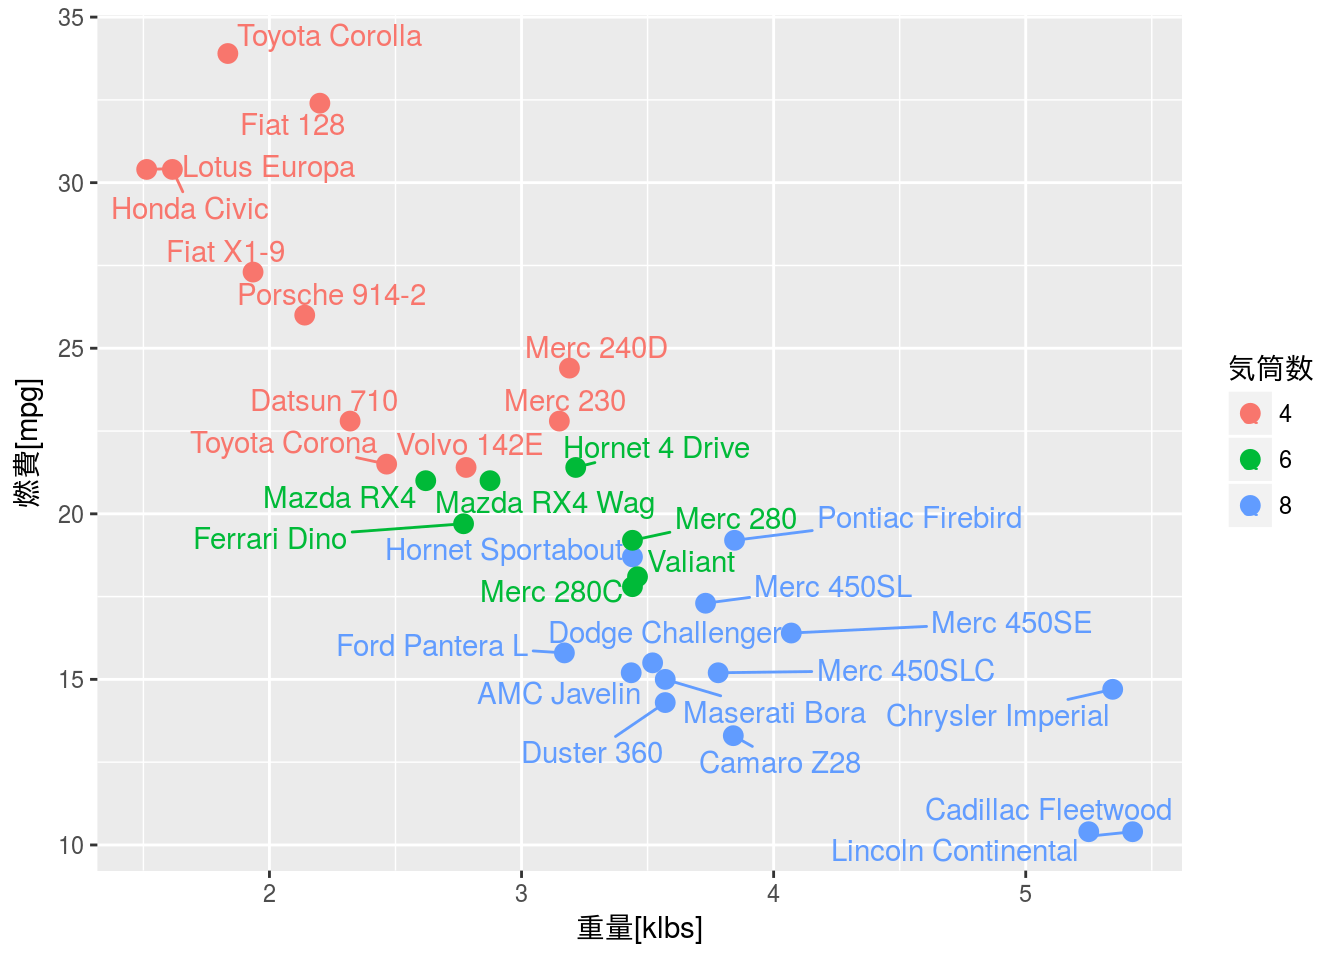 35
30
25
20
15
10
燃費[mpg]
Toyota Corolla
Fiat 128
Lotus Europa
Honda Civic
Fiat X1-9
Porsche 914-2
Merc 240D
Datsun 710
Merc 230
Toyota Corona
Volvo 142E
Hornet 4 Drive
Mazda RX4
Mazda RX4 Wag
Ferrari Dino
Merc 280
Pontiac Firebird
Hornet Sportabout
Valiant
Merc 280C
Merc 450SL
Merc 450SE
Dodge Challenger
Ford Pantera L
Merc 450SLC
AMC Javelin
Maserati Bora
Chrysler Imperial
Duster 360
Camaro Z28
Cadillac Fleetwood
Lincoln Continental
2
3
4
5
重量[klbs]
気筒数
4
6
8